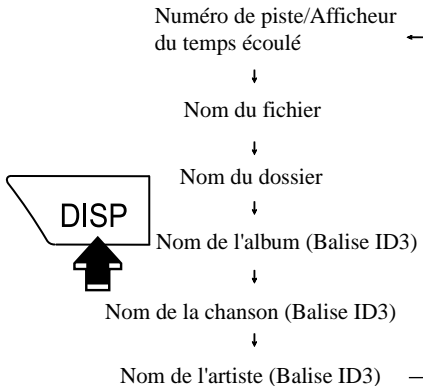 Numéro de piste/Afficheur
du temps écoulé
Nom du fichier
Nom du dossier
DISP
Nom de l'album (Balise ID3)
Nom de la chanson (Balise ID3)
Nom de l'artiste (Balise ID3)